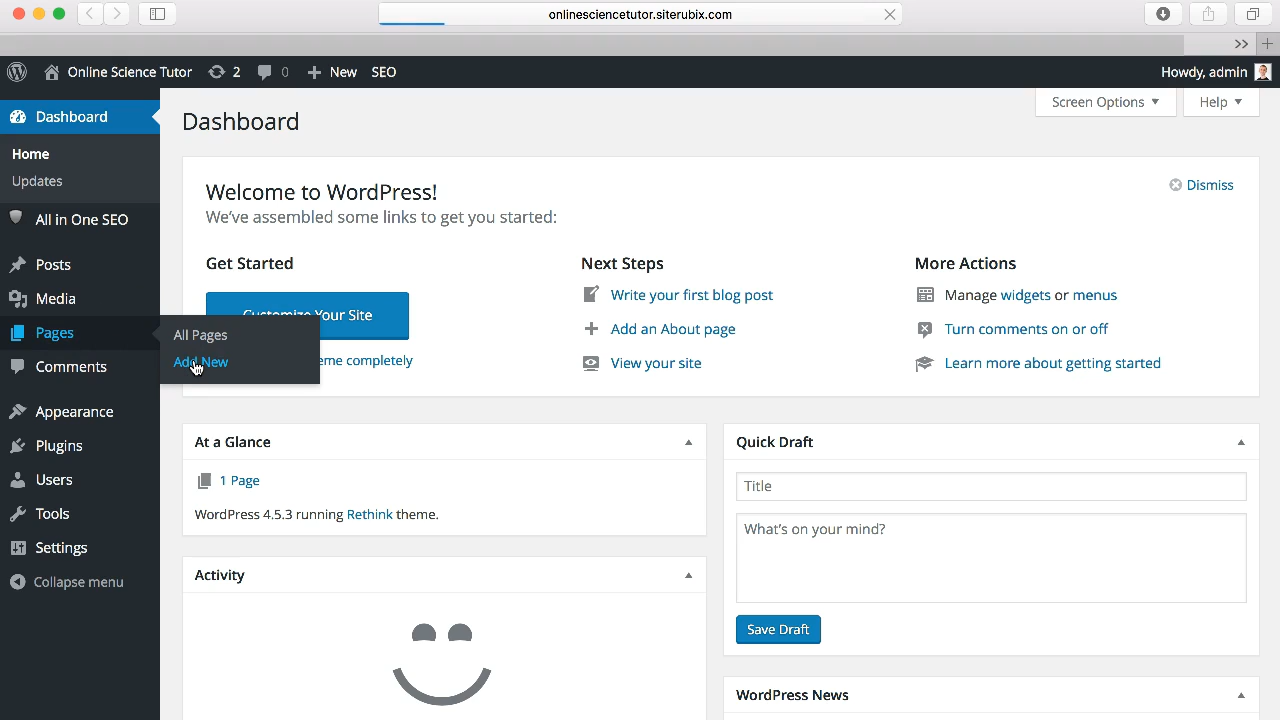 onlinesciencetutor.siterubix.com
Online Science Tutor 2 0 New SEO Howdy, admin
Dashboard
Home
Updates
All in One SEO
Posts
Media
Pages
Comments
Appearance
Plugins
Users
Tools
Settings
Collapse menu
All Pages
Add New
Screen Options Help
Dashboard
Welcome to WordPress!
Dismiss
We've assembled some links to get you started:
Get Started
Customize Your Site
eme completely
Next Steps
Write your first blog post
Add an About page
View your site
More Actions
Manage widgets or menus
Turn comments on or off
Learn more about getting started
At a Glance
1 Page
WordPress 4.5.3 running Rethink theme.
Activity
Quick Draft
Title
What's on your mind?
Save Draft
WordPress News